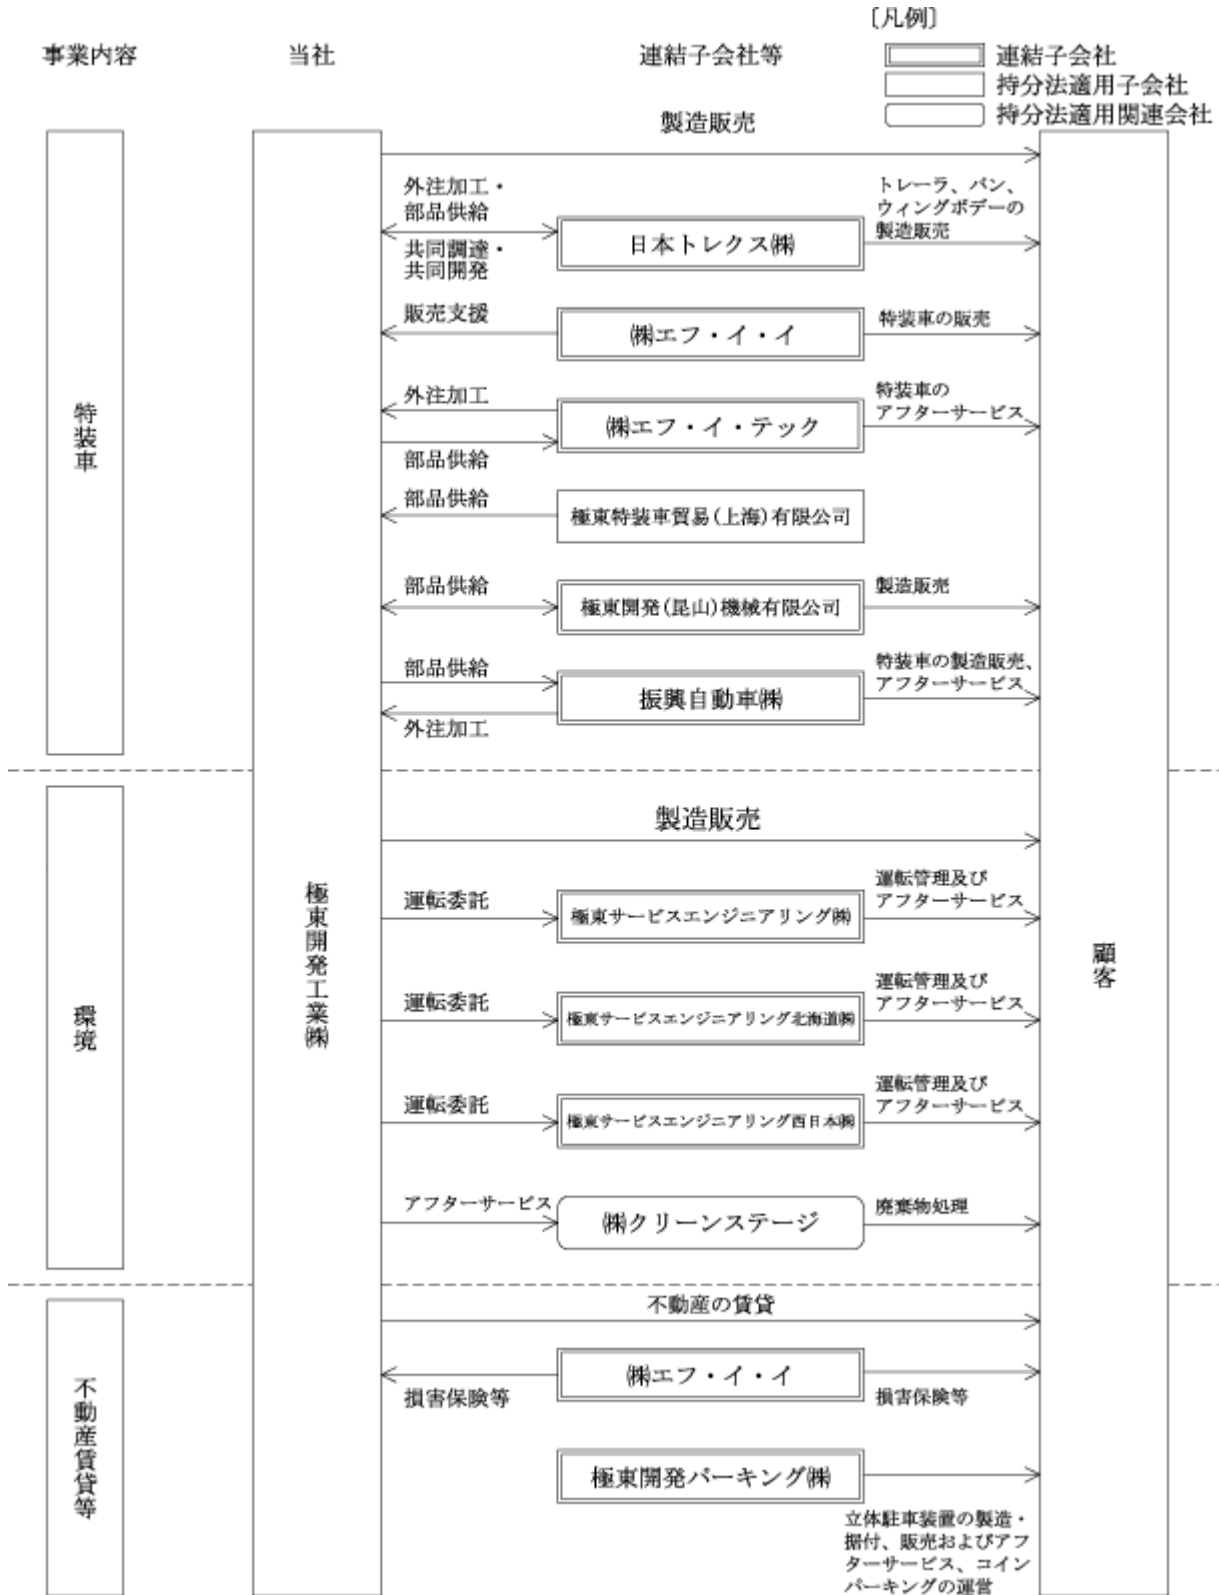 〔凡例〕
事業内容
当社
連結子会社等
連結子会社
持分法適用子会社
持分法適用関連会社
特装車
極東開発工業㈱
顧客
製造販売
外注加工・
部品供給
共同調達・
共同開発
日本トレクス㈱
トレーラ、バン、
ウィングボデーの
製造販売
販売支援
㈱エフ・イ・イ
特装車の販売
外注加工
部品供給
㈱エフ・イ・テック
特装車の
アフターサービス
部品供給
極東特装車貿易(上海)有限公司
部品供給
極東開発(昆山)機械有限公司
製造販売
部品供給
外注加工
振興自動車㈱
特装車の製造販売、
アフターサービス
環境
製造販売
運転委託
極東サービスエンジニアリング㈱
運転管理及び
アフターサービス
運転委託
極東サービスエンジニアリング北海道㈱
運転管理及び
アフターサービス
運転委託
極東サービスエンジニアリング西日本㈱
運転管理及び
アフターサービス
アフターサービス
㈱クリーンステージ
廃棄物処理
不動産賃貸等
不動産の賃貸
㈱エフ・イ・イ
損害保険等
損害保険等
極東開発パーキング㈱
立体駐車装置の製造・
据付、販売およびアフ
ターサービス、コイン
パーキングの運営